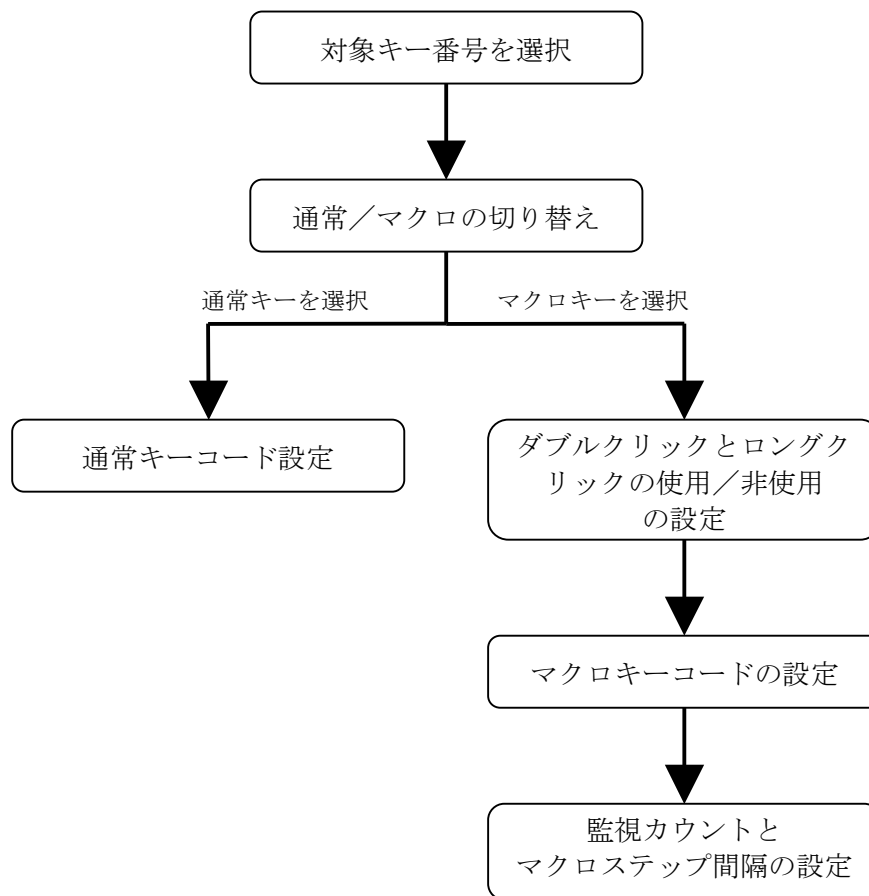 対象キー番号を選択
通常／マクロの切り替え
通常キーを選択
マクロキーを選択
通常キーコード設定
ダブルクリックとロングク
リックの使用／非使用
の設定
マクロキーコードの設定
監視カウントと
マクロステップ間隔の設定